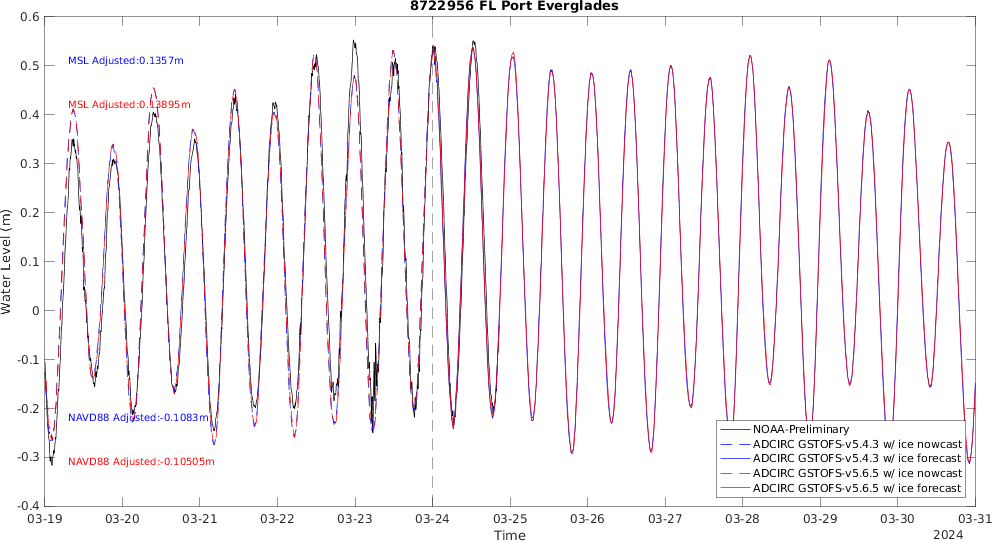 8722956 FL Port Everglades
0.6
0.5
0.4
0.3
0.2
0.1
0
-0.1
-0.2
-0.3
-0.4
Water Level (m)
MSL Adjusted:0.1357m
MSL Adjusted:0.13895m
NAVD88 Adjusted:-0.1083m
NAVD88 Adjusted:-0.10505m
NOAA-Preliminary
ADCIRC GSTOFS-v5.4.3 w/ ice nowcast
ADCIRC GSTOFS-v5.4.3 w/ ice forecast
ADCIRC GSTOFS-v5.6.5 w/ ice nowcast
ADCIRC GSTOFS-v5.6.5 w/ ice forecast
03-19 03-20 03-21 03-22 03-23 03-24 03-25 03-26 03-27 03-28 03-29 03-30 03-31
Time
2024